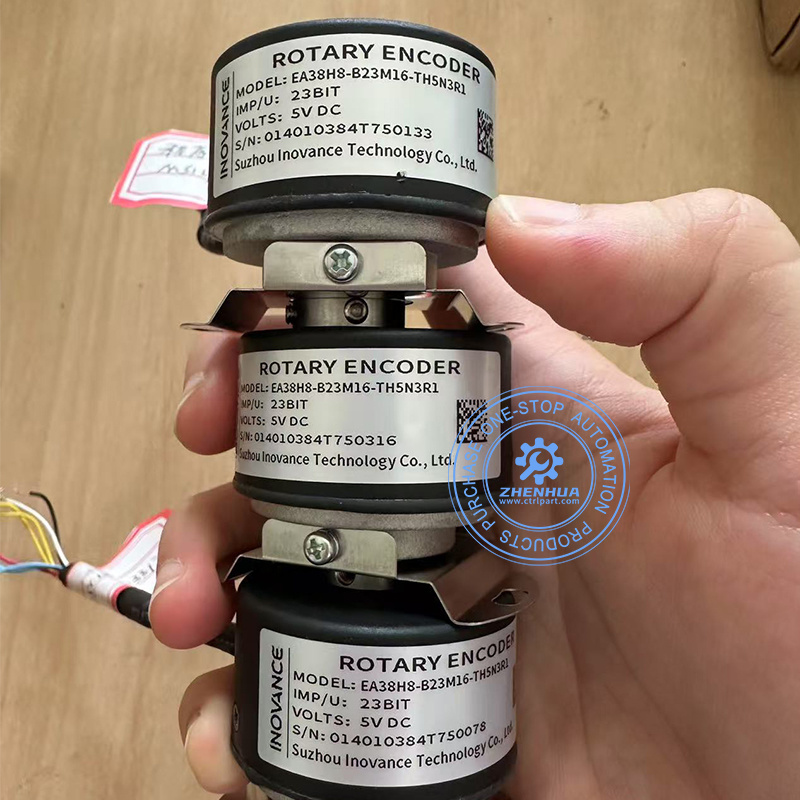 ROTARY ENCODER
INOVANCE
MODEL: EA38H8-B23M16-TH5N3R1
IMP/U: 23BIT
VOLTS: 5V DC
S/N: 014010384T750133
Suzhou Inovance Technology Co., Ltd.
ROTARY ENCODER
MODEL: EA38H8-B23M16-TH5N3R1
IMP/U: 23BIT
VOLTS: 5V DC
S/N: 014010384T750316
Suzhou Inovance Technology Co., Ltd.
PURCHASE ONE-STOP AUTOMATION PRODUCTS
ZHENHUA
www.ctrlpart.com
ROTARY ENCODER
INOVANCE
MODEL: EA38H8-B23M16-TH5N3R1
IMP/U: 23BIT
VOLTS: 5V DC
S/N: 014010384T750078
Suzhou Inovance Technology Co., Ltd.